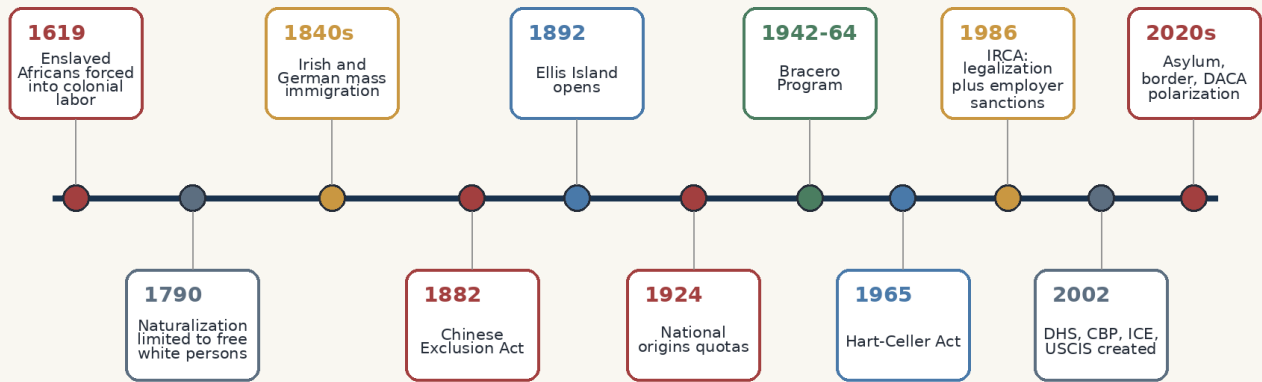 1619
Enslaved
Africans forced
into colonial
labor
1840s
Irish and
German mass
immigration
1892
Ellis Island
opens
1942-64
Bracero
Program
1986
IRCA:
legalization
plus employer
sanctions
2020s
Asylum,
border, DACA
polarization
1790
Naturalization
limited to free
white persons
1882
Chinese
Exclusion Act
1924
National
origins quotas
1965
Hart-Celler Act
2002
DHS, CBP, ICE,
USCIS created